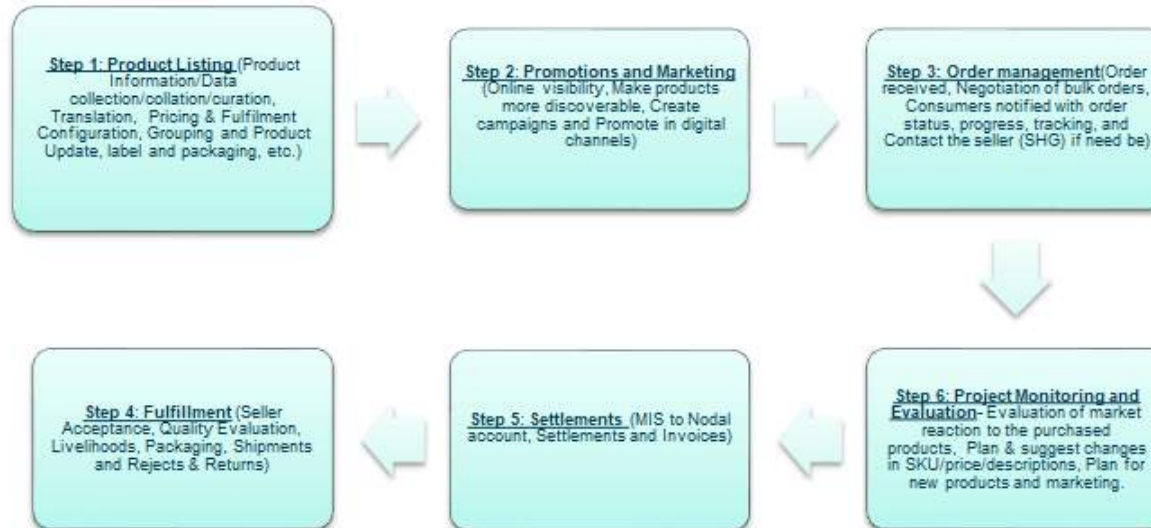 Step 1: Product Listing (Product
Information/Data
collection/collation/curation,
Translation, Pricing & Fulfilment
Configuration, Grouping and Product
Update, label and packaging, etc.)
Step 2: Promotions and Marketing
(Online visibility, Make products
more discoverable, Create
campaigns and Promote in digital
channels)
Step 3: Order management(Order
received, Negotiation of bulk orders,
Consumers notified with order
status, progress, tracking, and
Contact the seller (SHG) if need be)
Step 4: Fulfillment (Seller
Acceptance, Quality Evaluation,
Livelihoods, Packaging, Shipments
and Rejects & Returns)
Step 5: Settlements (MIS to Nodal
account, Settlements and Invoices)
Step 6: Project Monitoring and
Evaluation- Evaluation of market
reaction to the purchased
products, Plan & suggest changes
in SKU/price/descriptions, Plan for
new products and marketing.